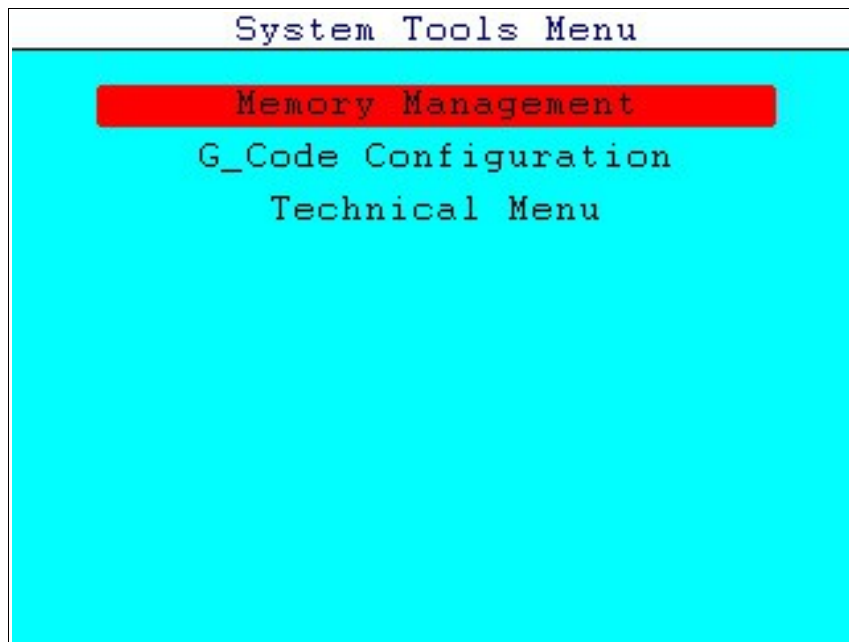 System Tools Menu
Memory Management
G_Code Configuration
Technical Menu